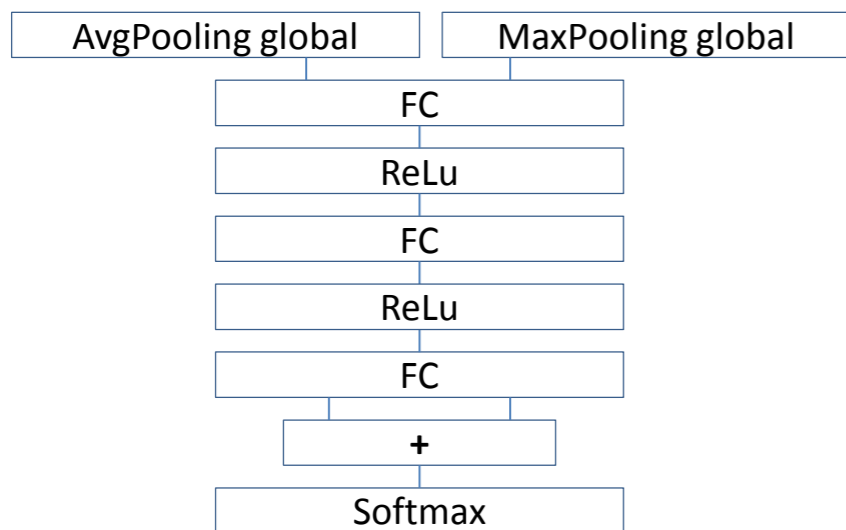 AvgPooling global
MaxPooling global
FC
ReLu
FC
ReLu
FC
+
Softmax